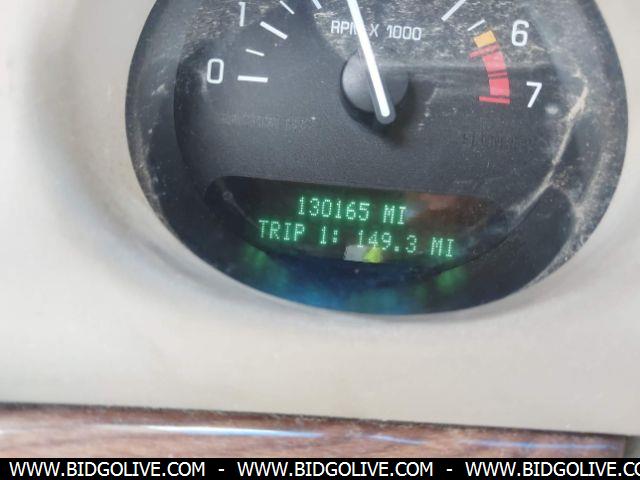 1
RPM X 1000
6
0
7
130165 MI
TRIP 1: 149.3 MI
WWW.BIDGOLIVE.COM - WWW.BIDGOLIVE.COM - WWW.BIDGOLIVE.COM